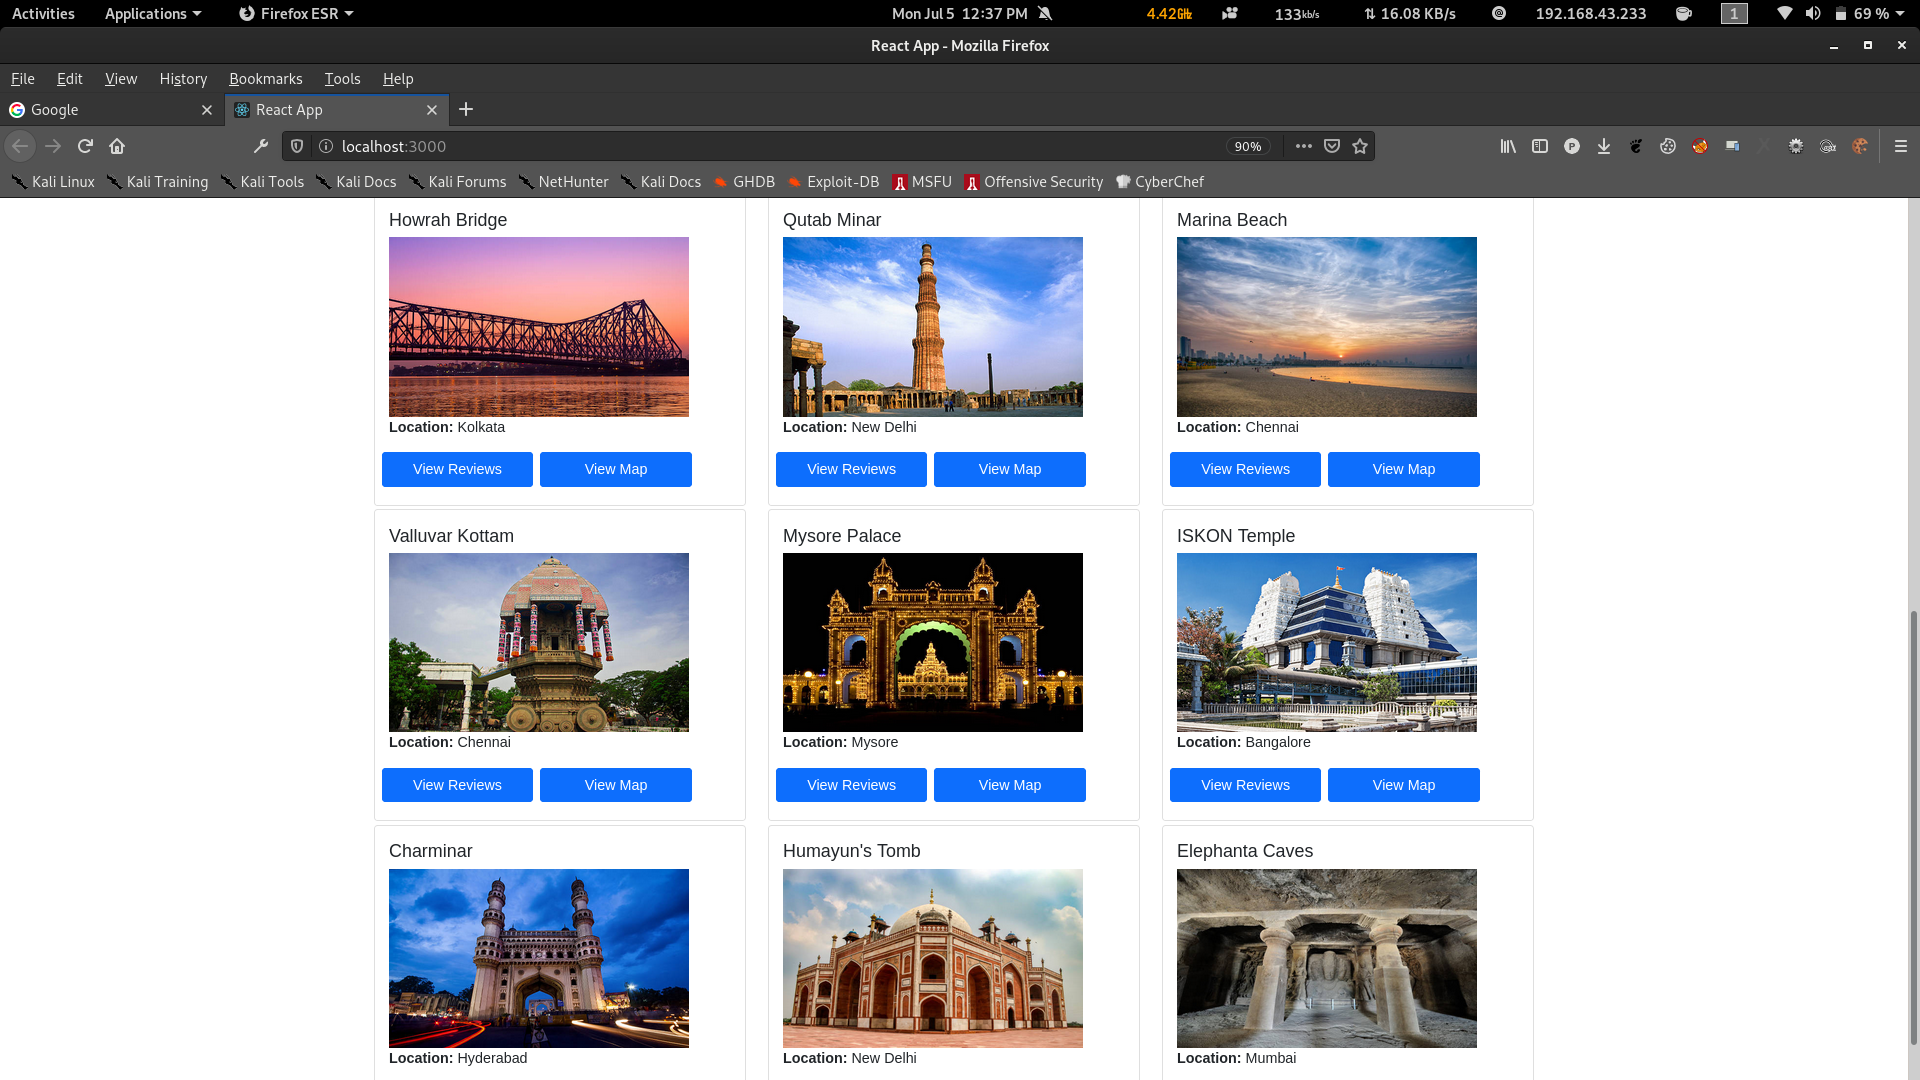 Activities Applications Firefox ESR Mon Jul 5 12:37 PM 4.42GHz 133kb/s 16.08 KB/s 192.168.43.233 1 69 %
React App - Mozilla Firefox
File Edit View History Bookmarks Tools Help
Google React App
localhost:3000 90%
Kali Linux Kali Training Kali Tools Kali Docs Kali Forums NetHunter Kali Docs GHDB Exploit-DB MSFU Offensive Security CyberChef
Howrah Bridge Qutab Minar Marina Beach
Location: Kolkata Location: New Delhi Location: Chennai
View Reviews View Map View Reviews View Map View Reviews View Map
Valluvar Kottam Mysore Palace ISKON Temple
Location: Chennai Location: Mysore Location: Bangalore
View Reviews View Map View Reviews View Map View Reviews View Map
Charminar Humayun's Tomb Elephanta Caves
Location: Hyderabad Location: New Delhi Location: Mumbai